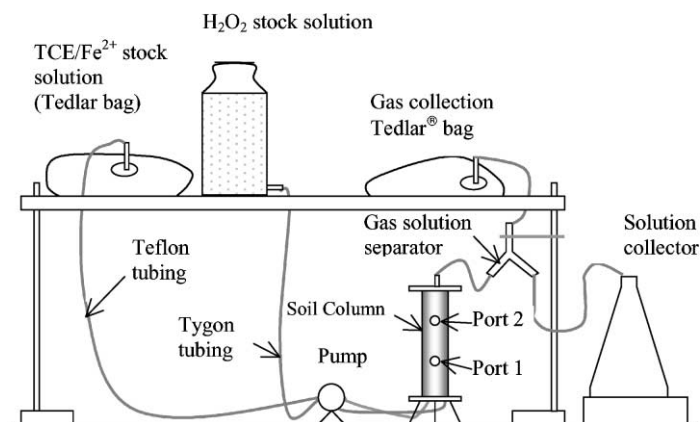 H₂O₂ stock solution
TCE/Fe²⁺ stock
solution
(Tedlar bag)
Gas collection
Tedlar® bag
Gas solution
separator
Solution
collector
Teflon
tubing
Soil Column
Port 2
Tygon
tubing
Pump
Port 1